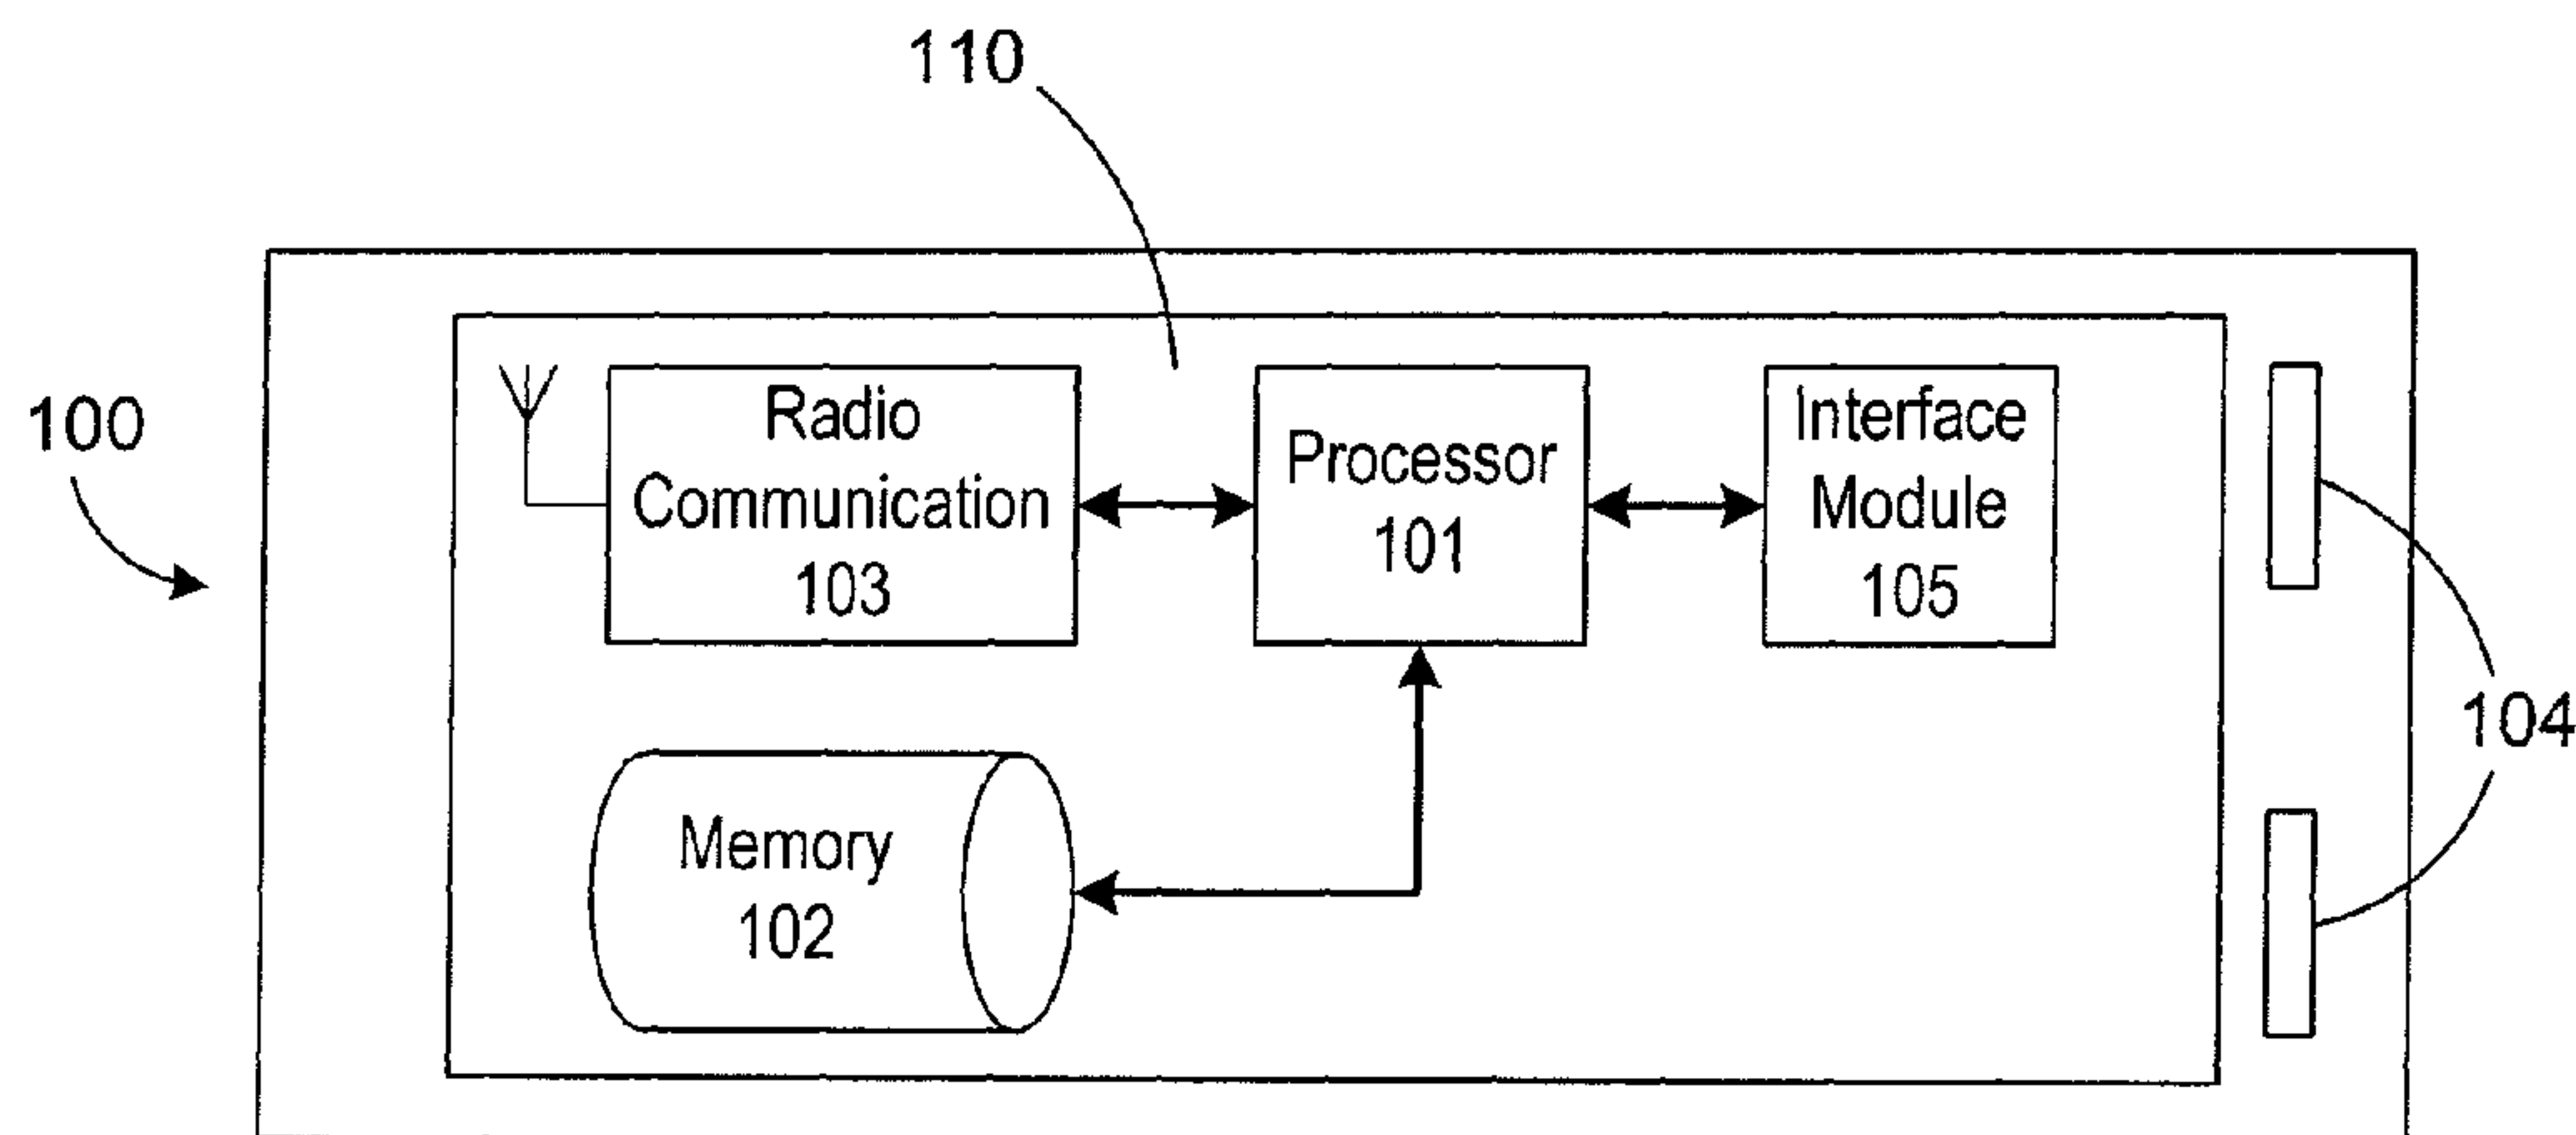 110
100
Radio
Communication
103
Processor
101
Interface
Module
105
104
Memory
102